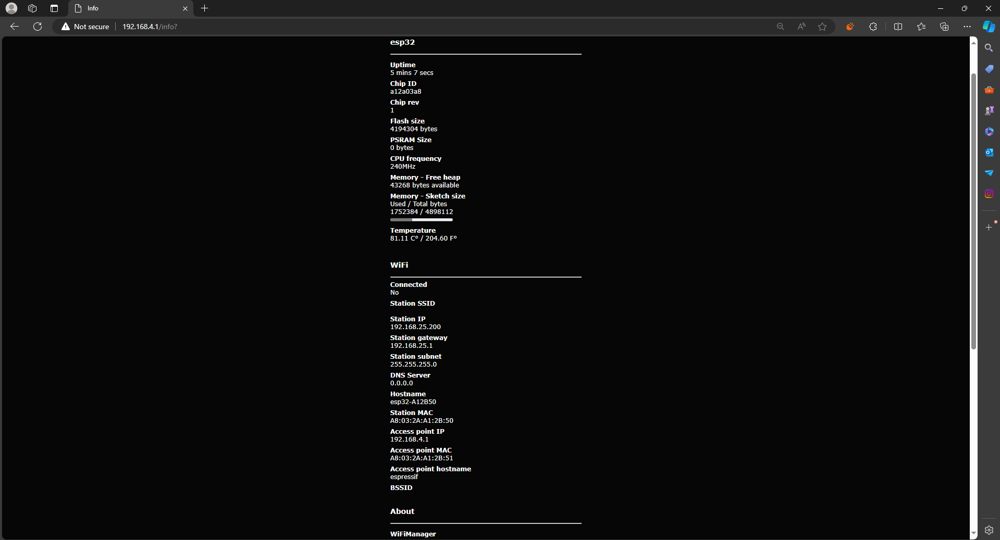 Info
Not secure
192.168.4.1/info?
esp32
Uptime
5 mins 7 secs
Chip ID
a12a03a8
Chip rev
1
Flash size
4194304 bytes
PSRAM Size
0 bytes
CPU frequency
240MHz
Memory - Free heap
43268 bytes available
Memory - Sketch size
Used / Total bytes
1752384 / 4898112
Temperature
81.11 C° / 204.60 F°
WiFi
Connected
No
Station SSID
Station IP
192.168.25.200
Station gateway
192.168.25.1
Station subnet
255.255.255.0
DNS Server
0.0.0.0
Hostname
esp32-A12B50
Station MAC
A8:03:2A:A1:2B:50
Access point IP
192.168.4.1
Access point MAC
A8:03:2A:A1:2B:51
Access point hostname
espressif
BSSID
About
WiFiManager